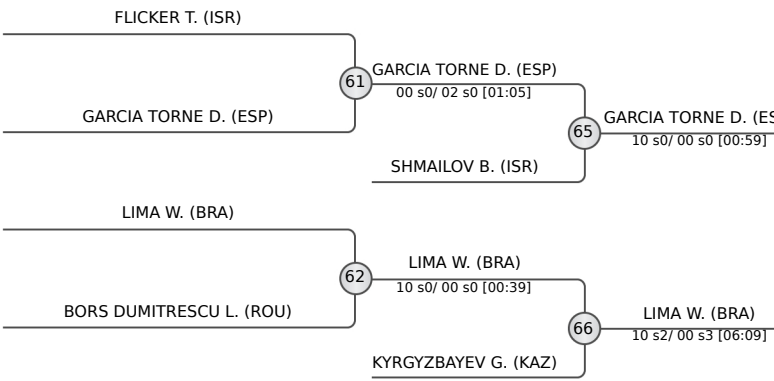 FLICKER T. (ISR)
61
GARCIA TORNE D. (ESP)
00 s0/ 02 s0 [01:05]
GARCIA TORNE D. (ESP)
65
GARCIA TORNE D. (ES
10 s0/ 00 s0 [00:59]
SHMAILOV B. (ISR)
LIMA W. (BRA)
62
LIMA W. (BRA)
10 s0/ 00 s0 [00:39]
BORS DUMITRESCU L. (ROU)
66
LIMA W. (BRA)
10 s2/ 00 s3 [06:09]
KYRGYZBAYEV G. (KAZ)